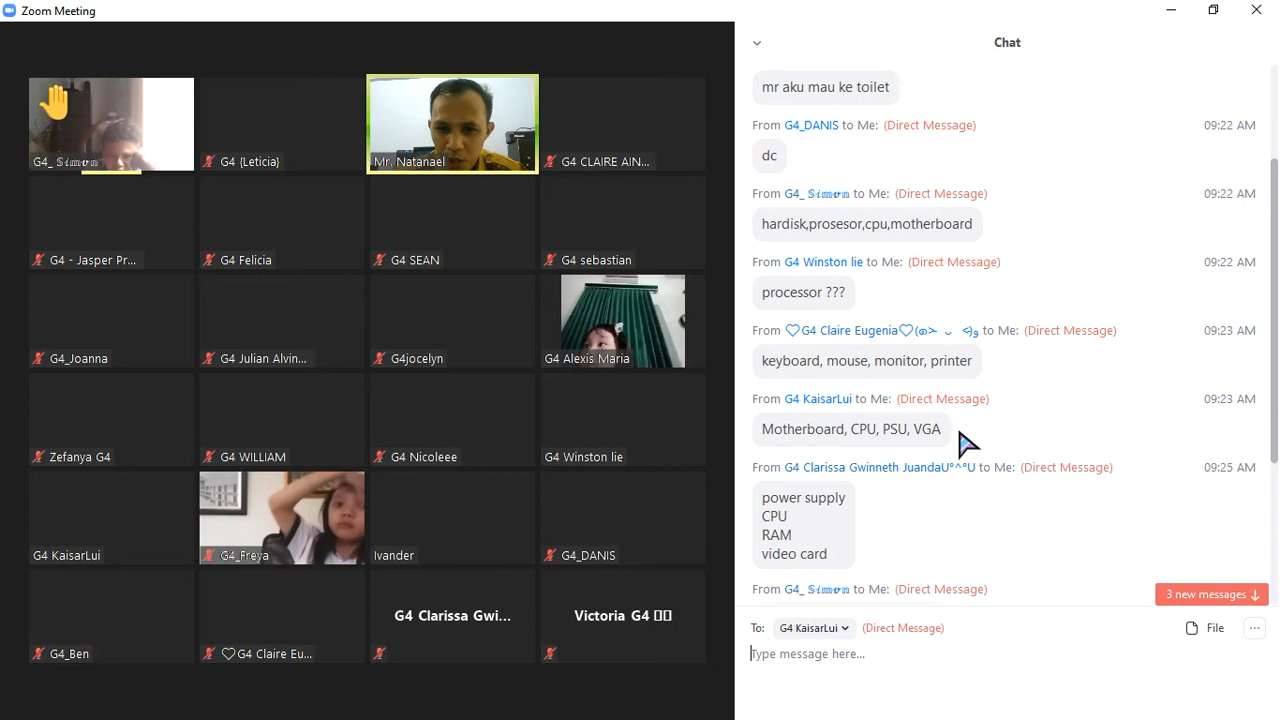 Zoom Meeting
G4_ 𝕊𝕚𝕞𝕠𝕟
G4 {Leticia}
Mr. Natanael
G4 CLAIRE AIN...
G4 - Jasper Pr...
G4 Felicia
G4 SEAN
G4 sebastian
G4_Joanna
G4 Julian Alvin...
G4jocelyn
G4 Alexis Maria
Zefanya G4
G4 WILLIAM
G4 Nicoleee
G4 Winston lie
G4 KaisarLui
G4_Freya
Ivander
G4_DANIS
G4 Clarissa Gwi...
Victoria G4
G4_Ben
♡G4 Claire Eu...
Chat
mr aku mau ke toilet
From G4_DANIS to Me: (Direct Message) 09:22 AM
dc
From G4_ 𝕊𝕚𝕞𝕠𝕟 to Me: (Direct Message) 09:22 AM
hardisk,prosesor,cpu,motherboard
From G4 Winston lie to Me: (Direct Message) 09:22 AM
processor ???
From ♡G4 Claire Eugenia♡ to Me: (Direct Message) 09:23 AM
keyboard, mouse, monitor, printer
From G4 KaisarLui to Me: (Direct Message) 09:23 AM
Motherboard, CPU, PSU, VGA
From G4 Clarissa Gwinneth JuandaU°^°U to Me: (Direct Message) 09:25 AM
power supply
CPU
RAM
video card
From G4_ 𝕊𝕚𝕞𝕠𝕟 to Me: (Direct Message)
3 new messages ↓
To: G4 KaisarLui (Direct Message) File
Type message here...